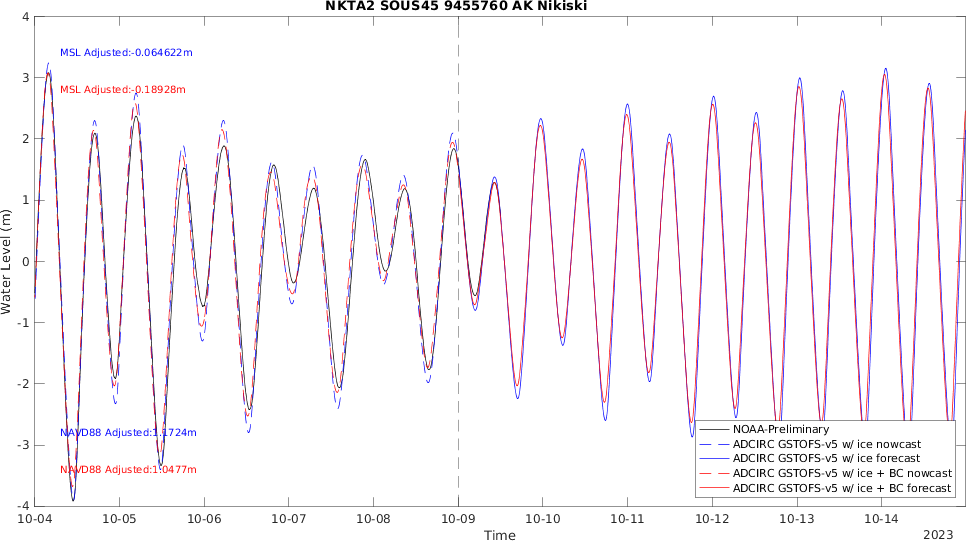 NKTA2 SOUS45 9455760 AK Nikiski
4
MSL Adjusted:-0.064622m
3
MSL Adjusted:-0.18928m
2
1
Water Level (m)
0
-1
-2
NOAA-Preliminary
NAVD88 Adjusted:1.1724m
ADCIRC GSTOFS-v5 w/ ice nowcast
-3
ADCIRC GSTOFS-v5 w/ ice forecast
NAVD88 Adjusted:1.0477m
ADCIRC GSTOFS-v5 w/ ice + BC nowcast
ADCIRC GSTOFS-v5 w/ ice + BC forecast
-4
10-04 10-05 10-06 10-07 10-08 10-09 10-10 10-11 10-12 10-13 10-14
Time
2023